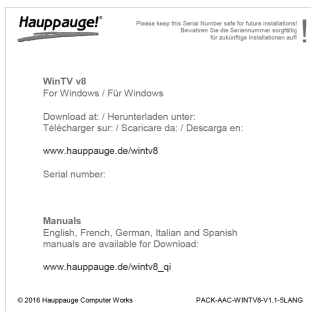 Hauppauge!®
Please keep this Serial Number safe for future installations!
Bewahren Sie die Seriennummer sorgfältig
für zukünftige Installationen auf!
!
WinTV v8
For Windows / Für Windows
Download at: / Herunterladen unter:
Télécharger sur: / Scaricare da: / Descarga en:
www.hauppauge.de/wintv8
Serial number:
Manuals
English, French, German, Italian and Spanish
manuals are available for Download:
www.hauppauge.de/wintv8_qi
© 2016 Hauppauge Computer Works
PACK-AAC-WINTV8-V1.1-5LANG